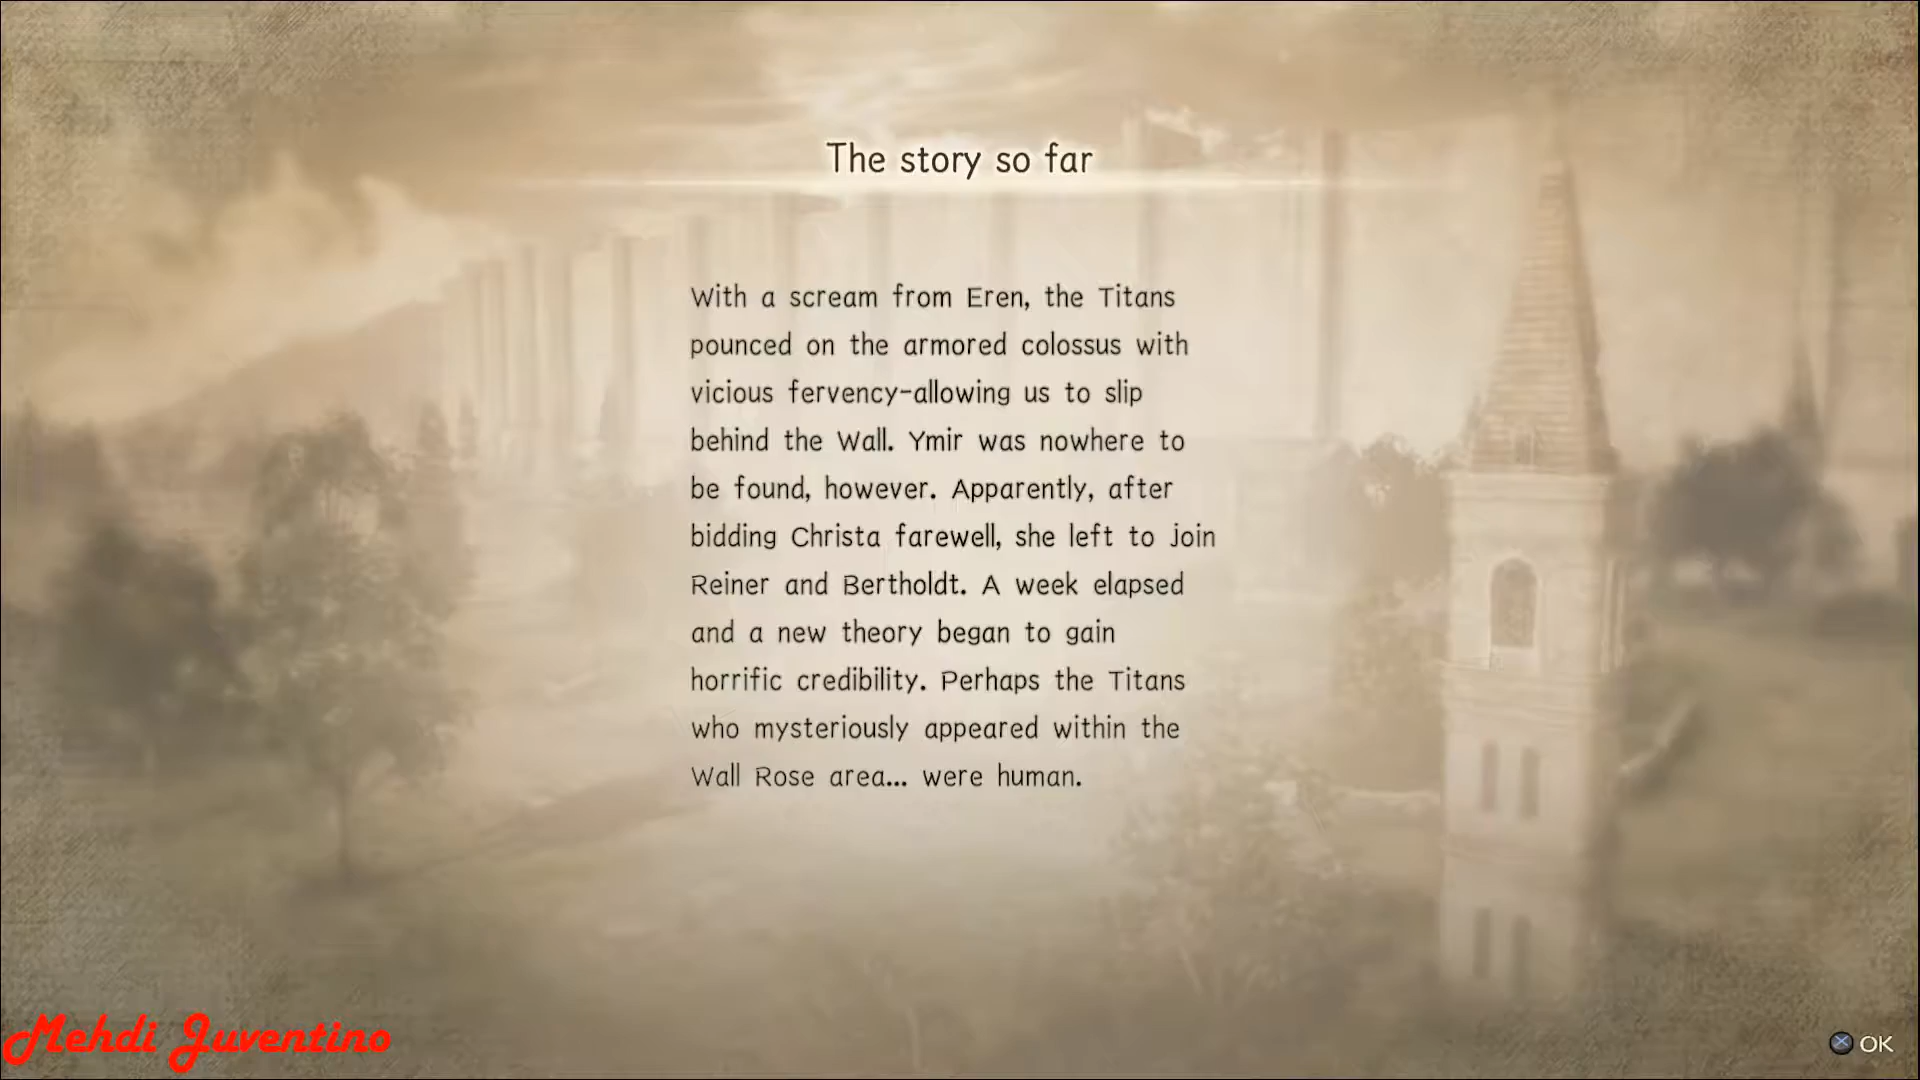 The story so far
With a scream from Eren, the Titans
pounced on the armored colossus with
vicious fervency-allowing us to slip
behind the Wall. Ymir was nowhere to
be found, however. Apparently, after
bidding Christa farewell, she left to join
Reiner and Bertholdt. A week elapsed
and a new theory began to gain
horrific credibility. Perhaps the Titans
who mysteriously appeared within the
Wall Rose area... were human.
Mehdi Juventino
OK